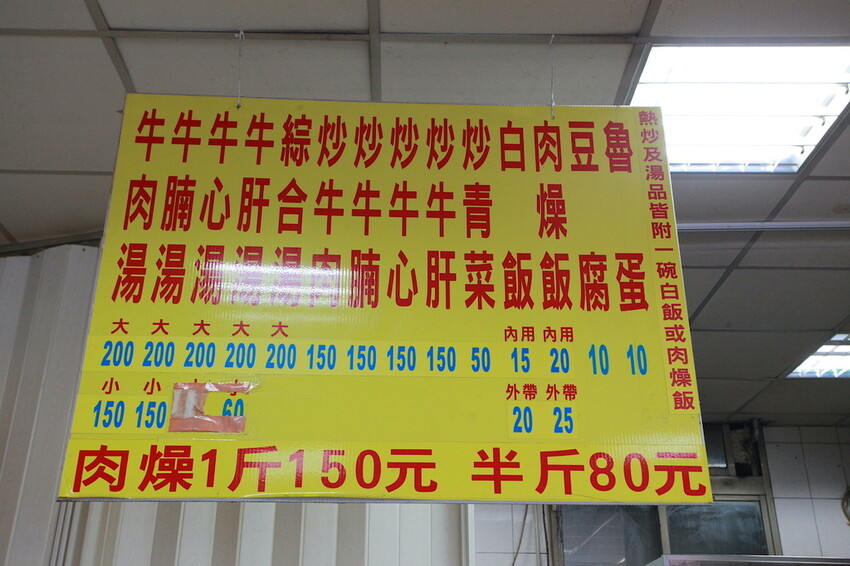 牛肉湯 大 200 小 150
牛腩湯 大 200 小 150
牛心湯 大 200
牛肝湯 大 200 60
綜合湯 大 200
炒牛肉 150
炒牛腩 150
炒牛心 150
炒牛肝 150
炒青菜 50
白飯 內用 15 外帶 20
肉燥飯 內用 20 外帶 25
豆腐 10
魯蛋 10
熱炒及湯品皆附一碗白飯或肉燥飯
肉燥1斤150元 半斤80元